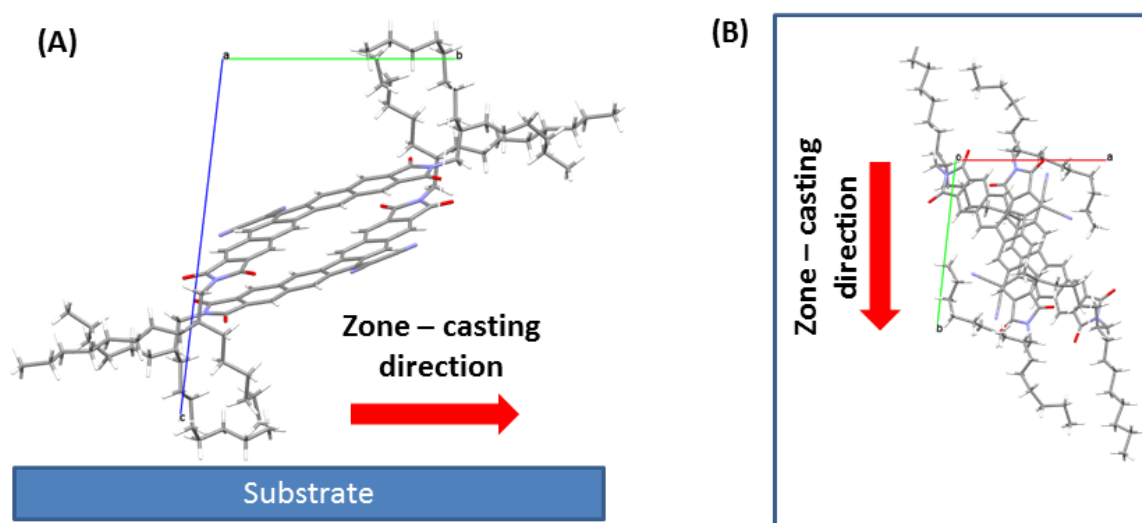 (A)
a
b
c
Zone – casting
direction
Substrate
(B)
Zone – casting
direction
c
a
b